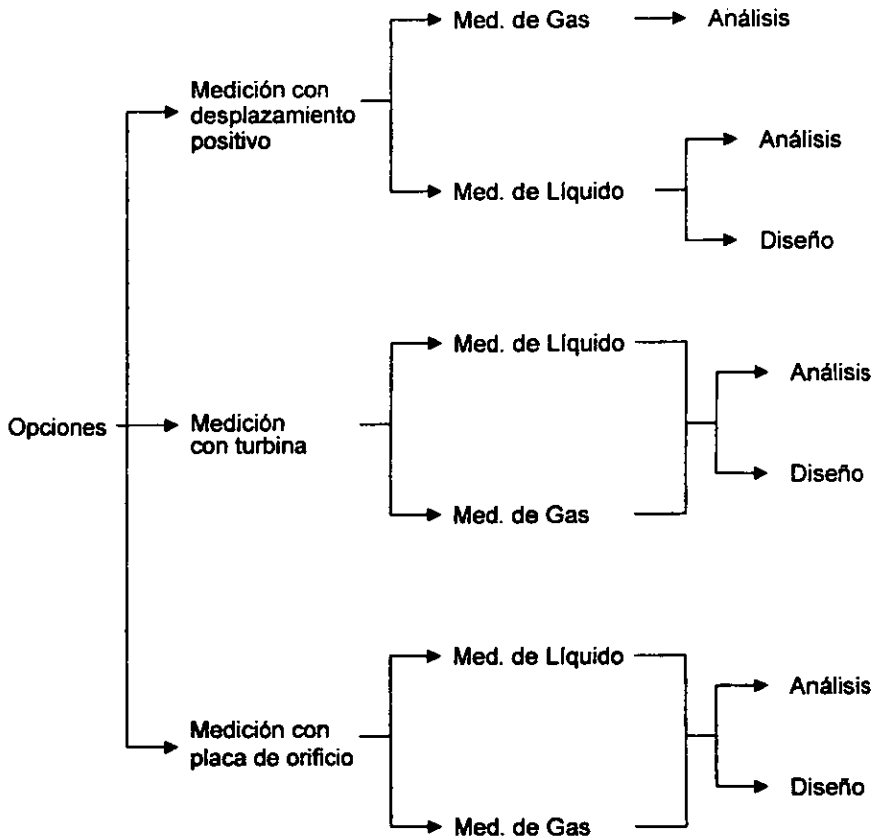 Med. de Gas
Análisis
Medición con
desplazamiento
positivo
Análisis
Med. de Líquido
Diseño
Med. de Líquido
Análisis
Opciones
Medición
con turbina
Diseño
Med. de Gas
Med. de Líquido
Análisis
Medición con
placa de orificio
Diseño
Med. de Gas